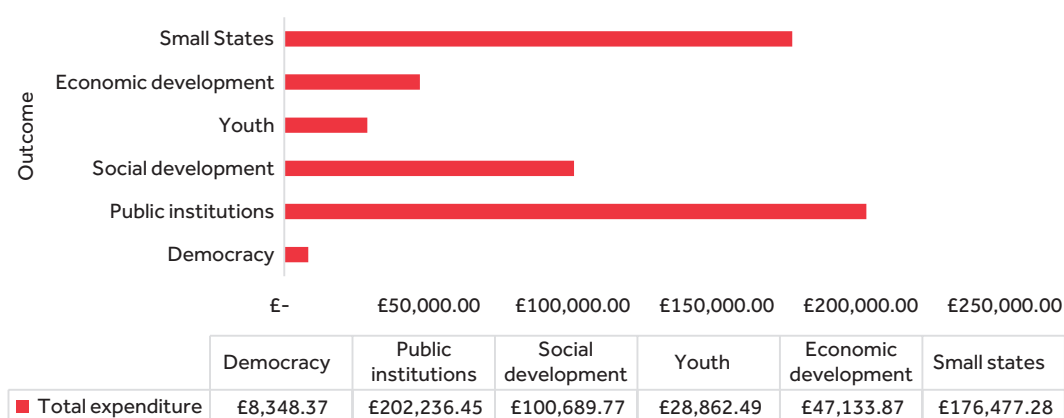 Outcome
Small States
Economic development
Youth
Social development
Public institutions
Democracy
£- £50,000.00 £100,000.00 £150,000.00 £200,000.00 £250,000.00
Democracy Public institutions Social development Youth Economic development Small states
Total expenditure £8,348.37 £202,236.45 £100,689.77 £28,862.49 £47,133.87 £176,477.28